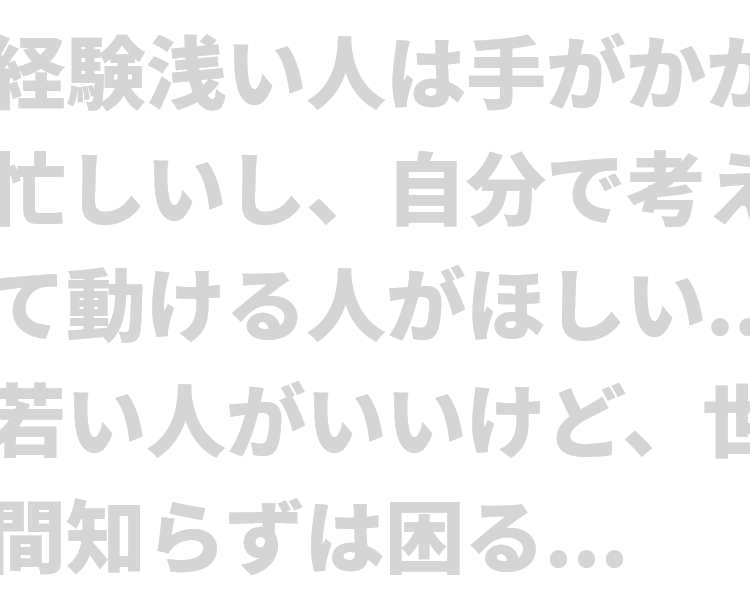 経験浅い人は手がかか
忙しいし、自分で考え
て動ける人がほしい...
若い人がいいけど、世
間知らずは困る...